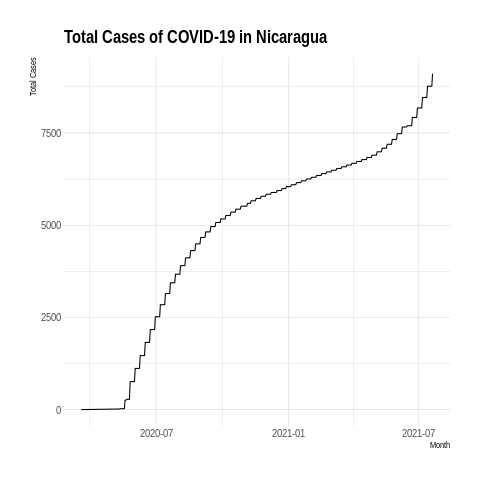 Total Cases of COVID-19 in Nicaragua
Total Cases
7500
5000
2500
0
2020-07 2021-01 2021-07
Month